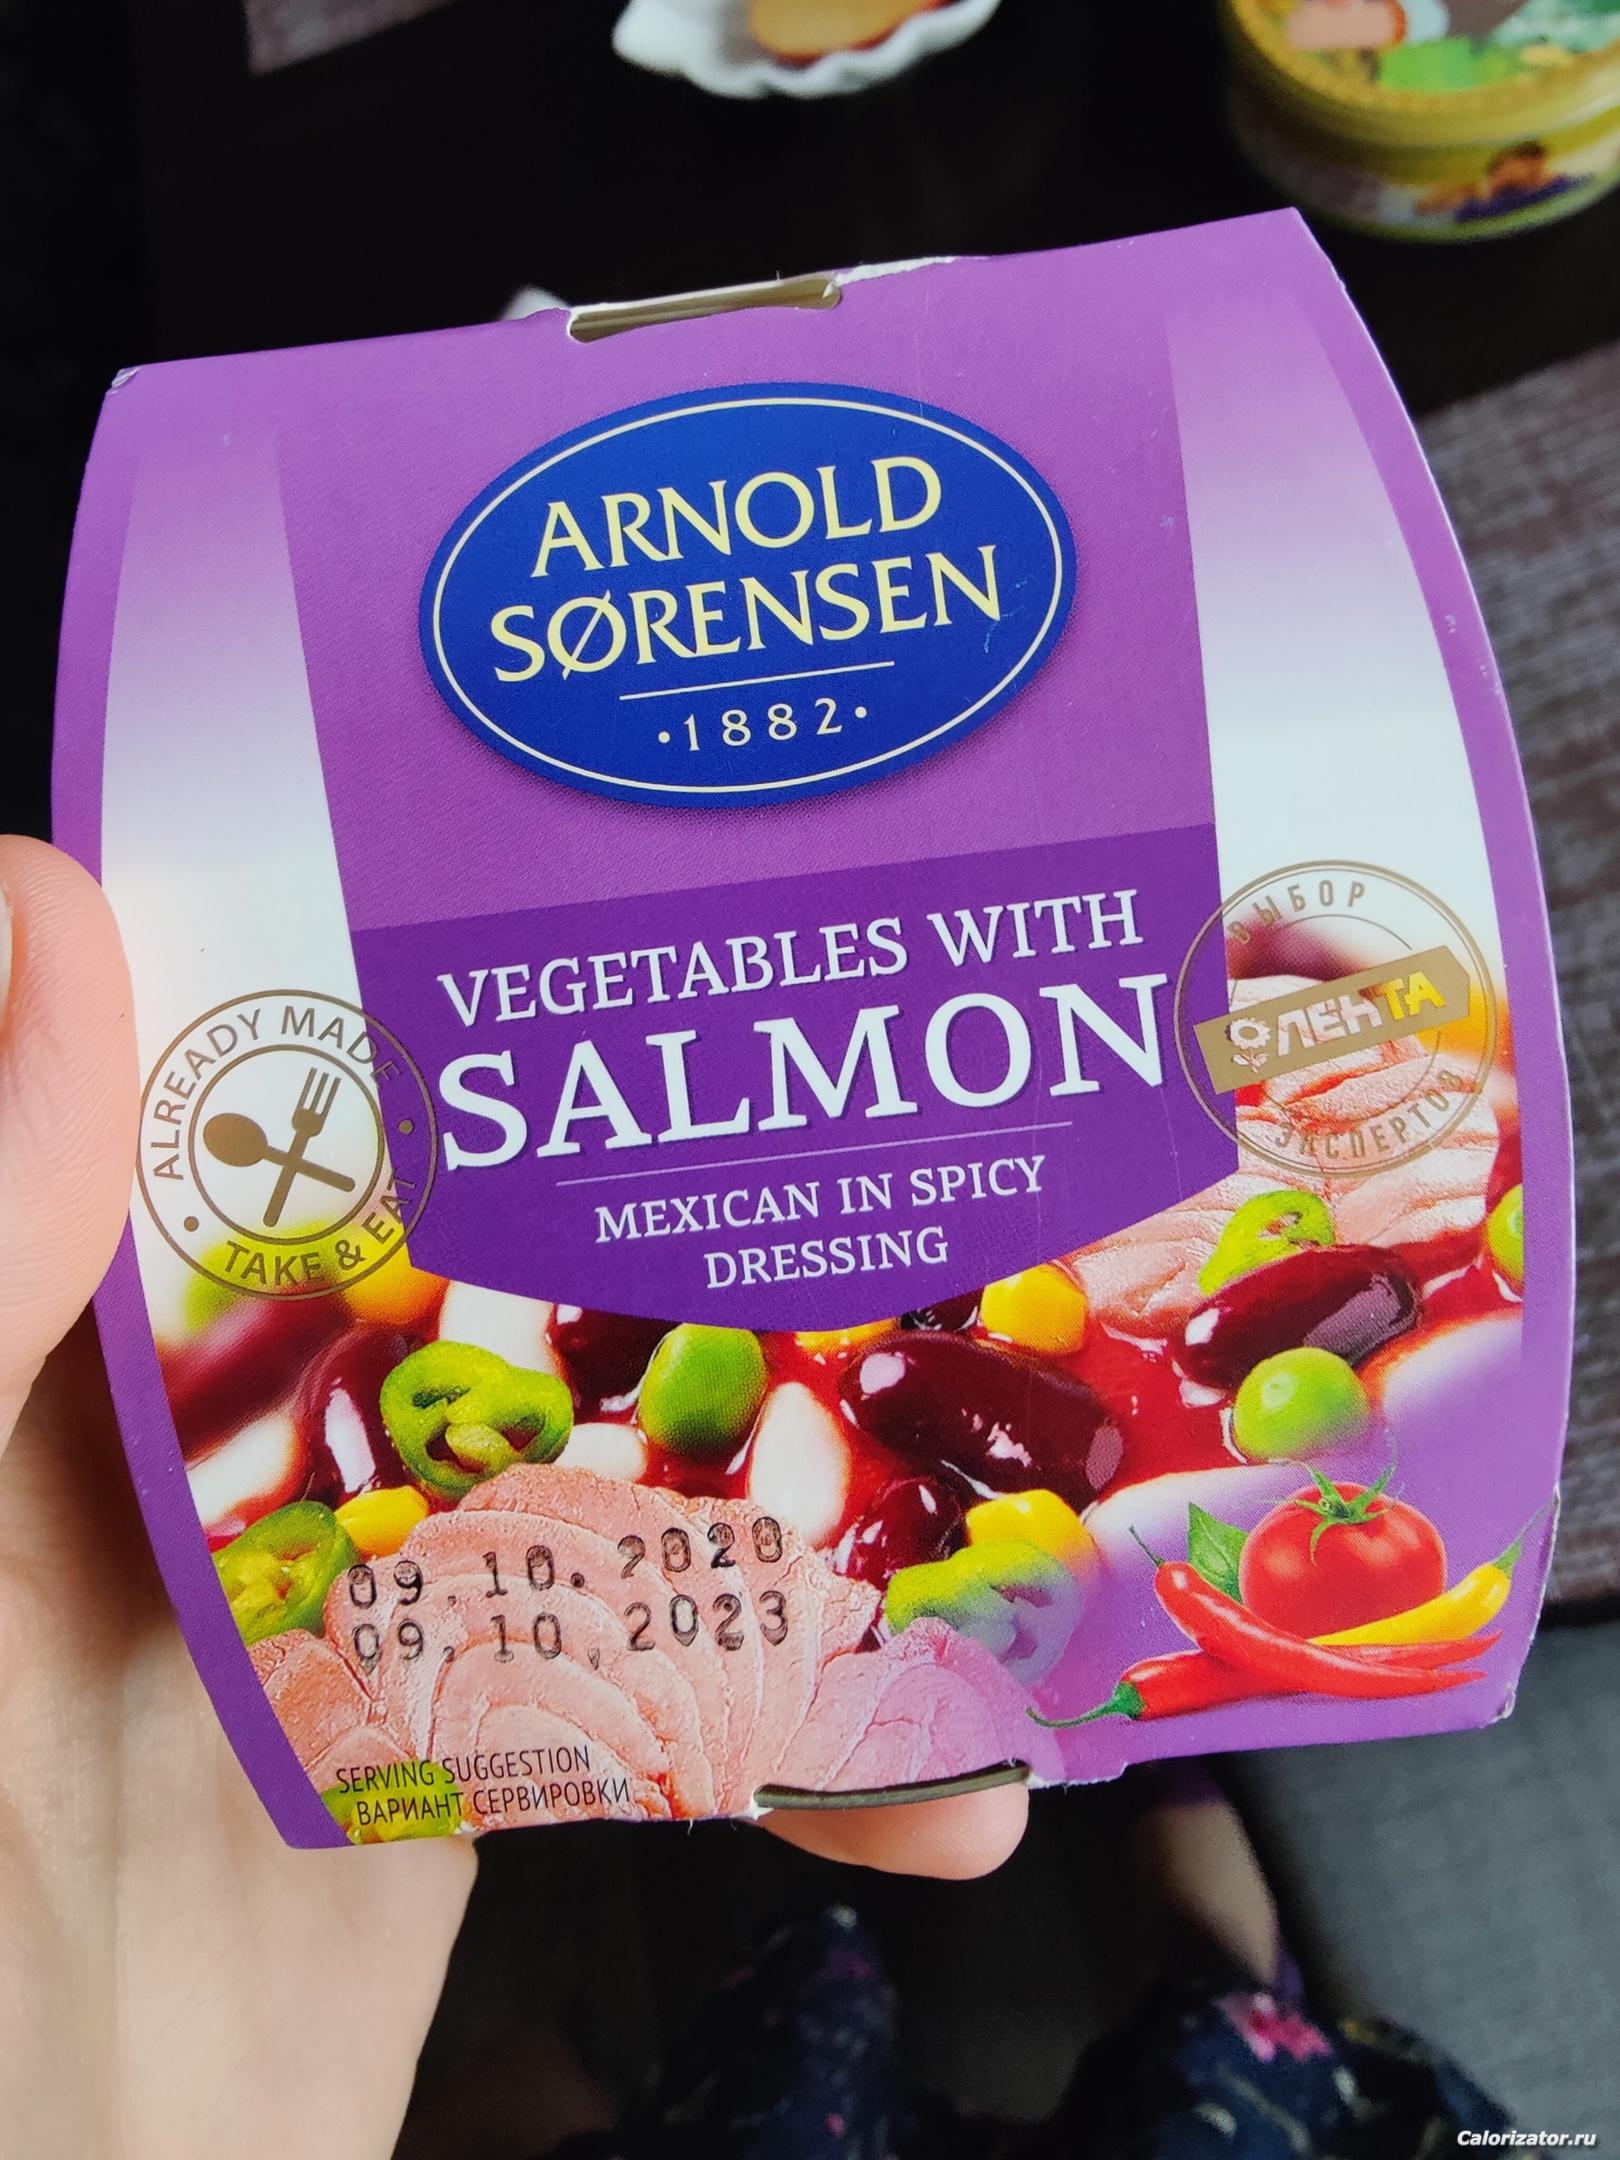 ARNOLD
SØRENSEN
·1882·
VEGETABLES WITH
SALMON
MEXICAN IN SPICY
DRESSING
ALREADY MADE
TAKE & EAT
ВЫБОР
ЛЕНТА
ЭКСПЕРТОВ
09.10.2020
09.10.2023
SERVING SUGGESTION
ВАРИАНТ СЕРВИРОВКИ
Calorizator.ru